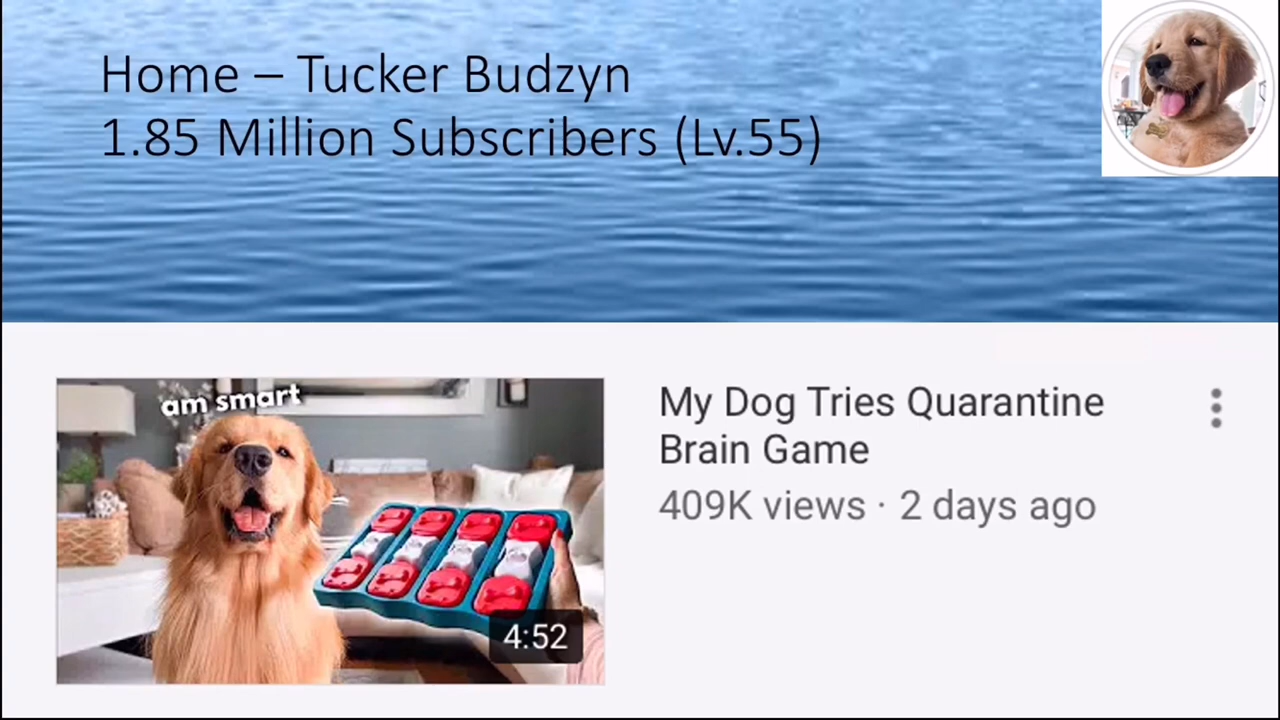 Home – Tucker Budzyn
1.85 Million Subscribers (Lv.55)
am smart
4:52
My Dog Tries Quarantine
Brain Game
409K views · 2 days ago